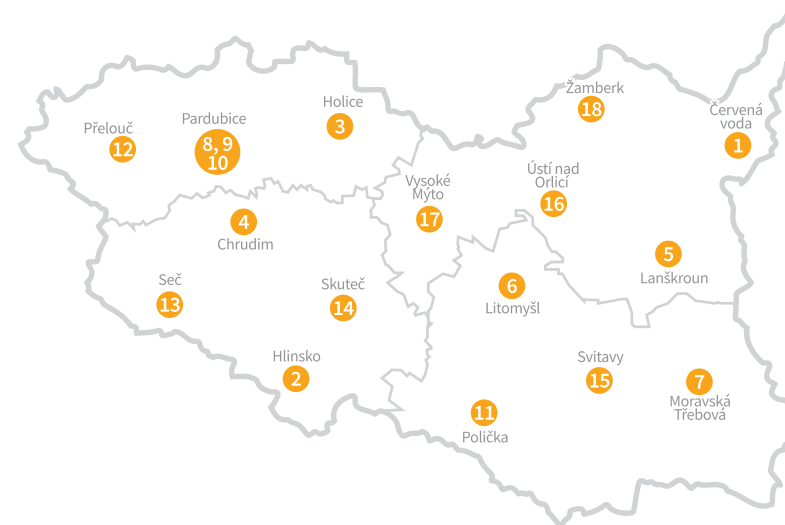 Žamberk
18
Holice
3
Červená
voda
1
Pardubice
8, 9
10
Přelouč
12
Ústí nad
Orlicí
16
Vysoké
Mýto
17
4
Chrudim
5
Lanškroun
Seč
13
Skuteč
14
6
Litomyšl
Hlinsko
2
Svitavy
15
7
Moravská
Třebová
11
Polička